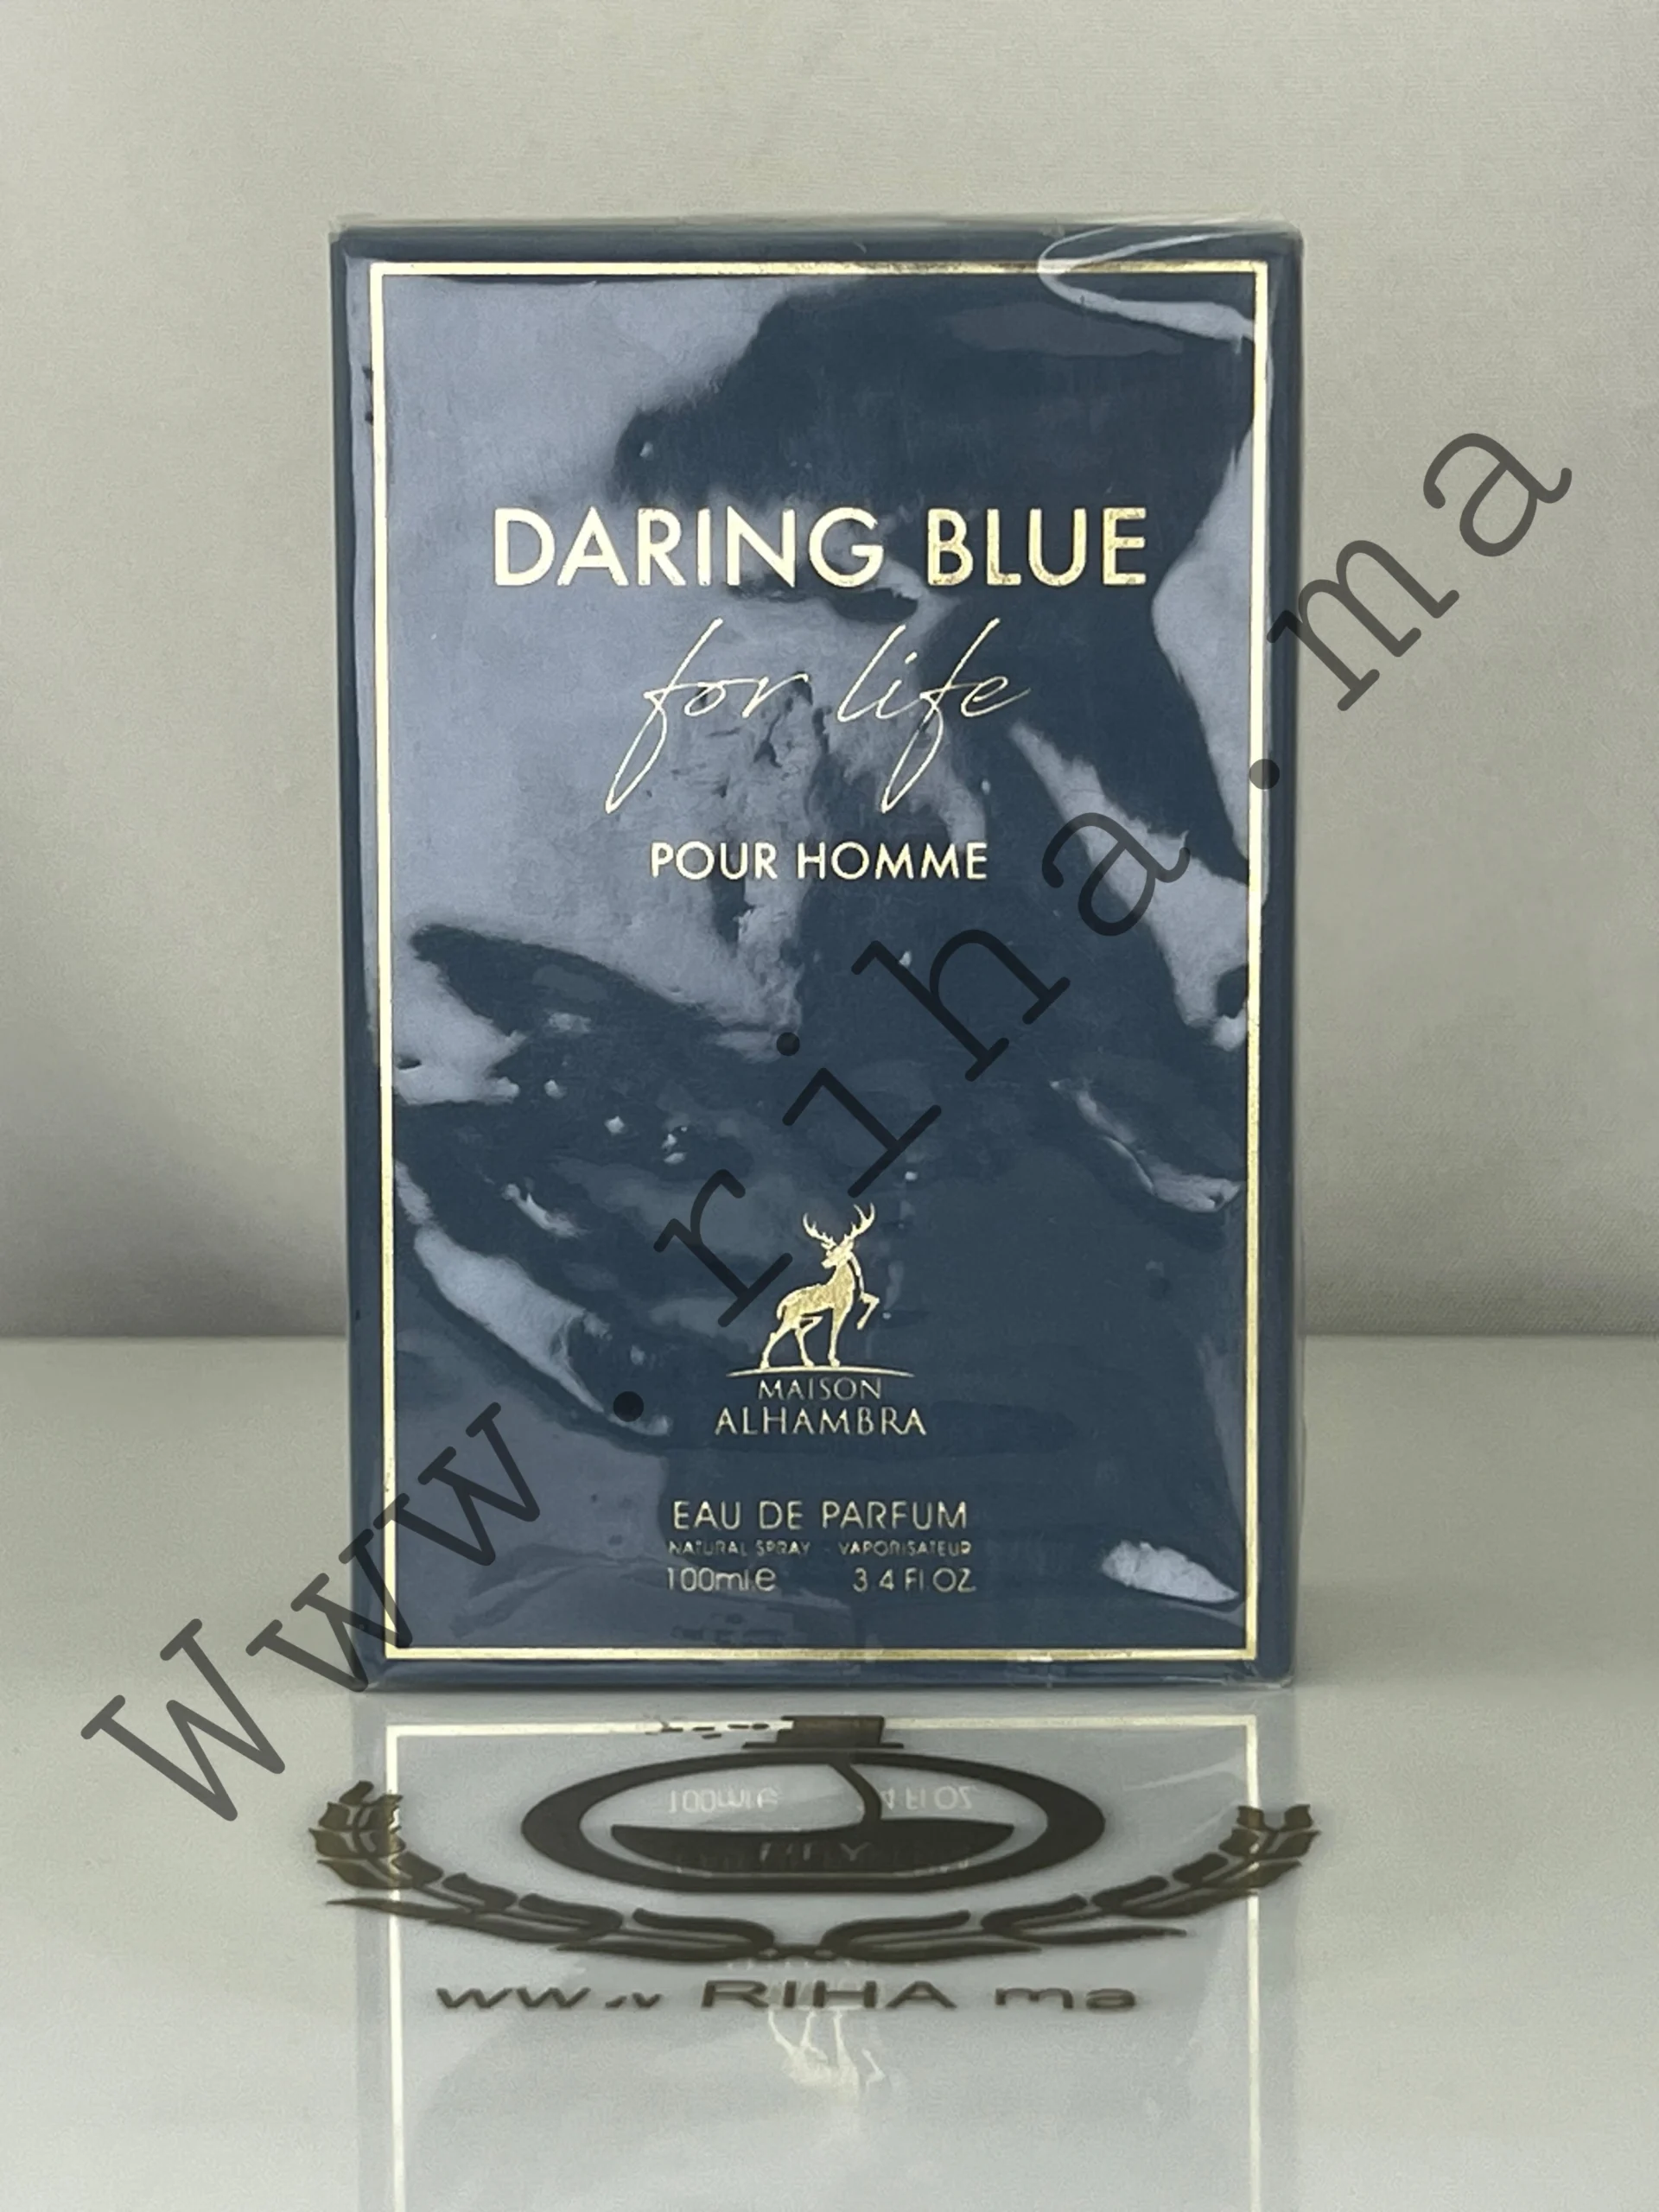 DARING BLUE
for life
POUR HOMME
MAISON
ALHAMBRA
EAU DE PARFUM
NATURAL SPRAY - VAPORISATEUR
100ml.e 3.4 Fl.OZ
www.riha.ma
RIHA ma